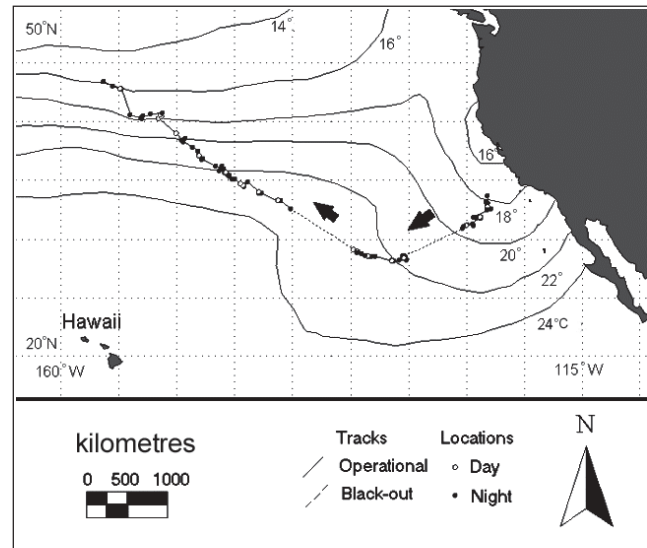 50°N
14°
16°
16°
18°
20°
22°
24°C
Hawaii
20°N
160°W
115°W
kilometres
0 500 1000
Tracks
Operational
Black-out
Locations
Day
Night
N